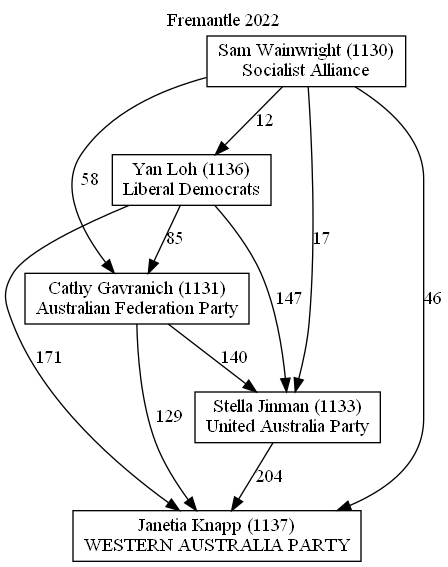 Fremantle 2022
Sam Wainwright (1130)
Socialist Alliance
12
Yan Loh (1136)
Liberal Democrats
58
85
17
Cathy Gavranich (1131)
Australian Federation Party
147
46
171
140
129
Stella Jinman (1133)
United Australia Party
204
Janetia Knapp (1137)
WESTERN AUSTRALIA PARTY